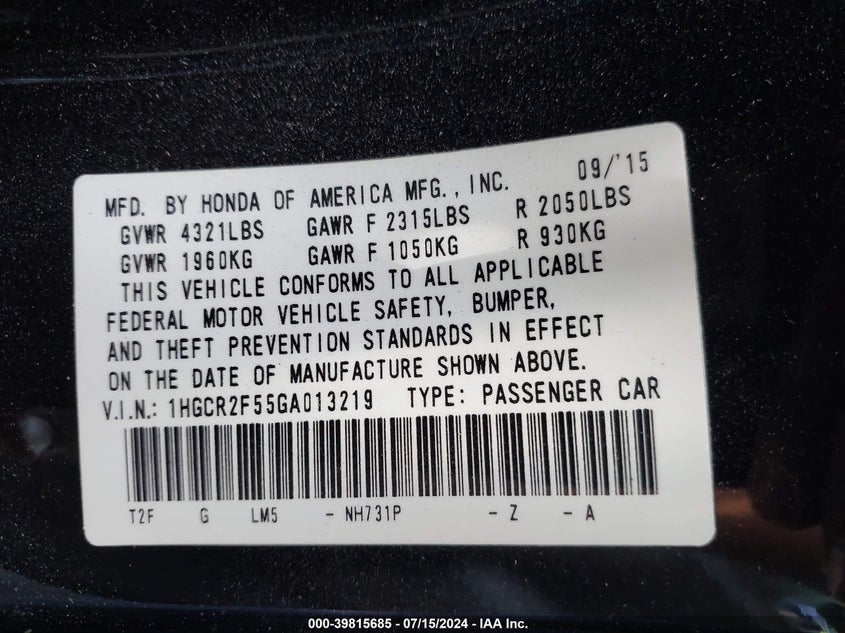 MFD. BY HONDA OF AMERICA MFG., INC. 09/'15
GVWR 4321LBS GAWR F 2315LBS R 2050LBS
GVWR 1960KG GAWR F 1050KG R 930KG
THIS VEHICLE CONFORMS TO ALL APPLICABLE
FEDERAL MOTOR VEHICLE SAFETY, BUMPER,
AND THEFT PREVENTION STANDARDS IN EFFECT
ON THE DATE OF MANUFACTURE SHOWN ABOVE.
V.I.N.: 1HGCR2F55GA013219 TYPE: PASSENGER CAR
T2F G LM5 - NH731P - Z - A
000-39815685 - 07/15/2024 - IAA Inc.